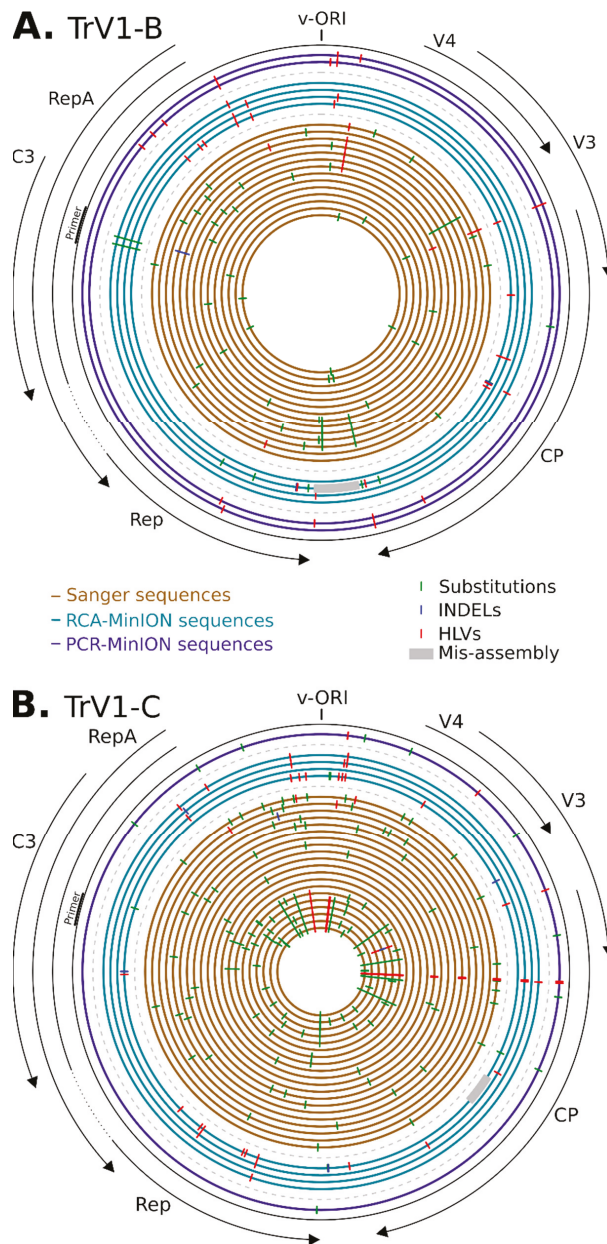 A. TrV1-B
v-ORI
V4
RepA
V3
C3
Primer
CP
Rep
– Sanger sequences
– RCA-MinION sequences
– PCR-MinION sequences
Substitutions
INDELs
HLVs
Mis-assembly
B. TrV1-C
v-ORI
RepA
V4
V3
C3
Primer
CP
Rep